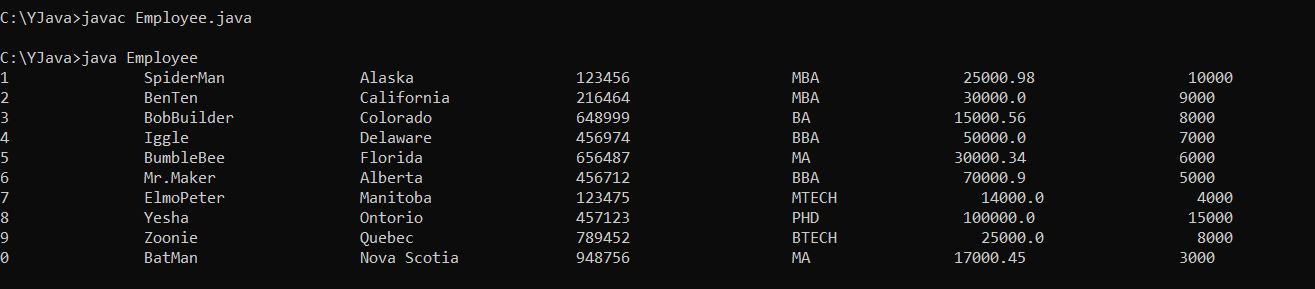 C:\YJava>javac Employee.java
C:\YJava>java Employee
1 SpiderMan Alaska 123456 MBA 25000.98 10000
2 BenTen California 216464 MBA 30000.0 9000
3 BobBuilder Colorado 648999 BA 15000.56 8000
4 Iggle Delaware 456974 BBA 50000.0 7000
5 BumbleBee Florida 656487 MA 30000.34 6000
6 Mr.Maker Alberta 456712 BBA 70000.9 5000
7 ElmoPeter Manitoba 123475 MTECH 14000.0 4000
8 Yesha Ontorio 457123 PHD 100000.0 15000
9 Zoonie Quebec 789452 BTECH 25000.0 8000
0 BatMan Nova Scotia 948756 MA 17000.45 3000